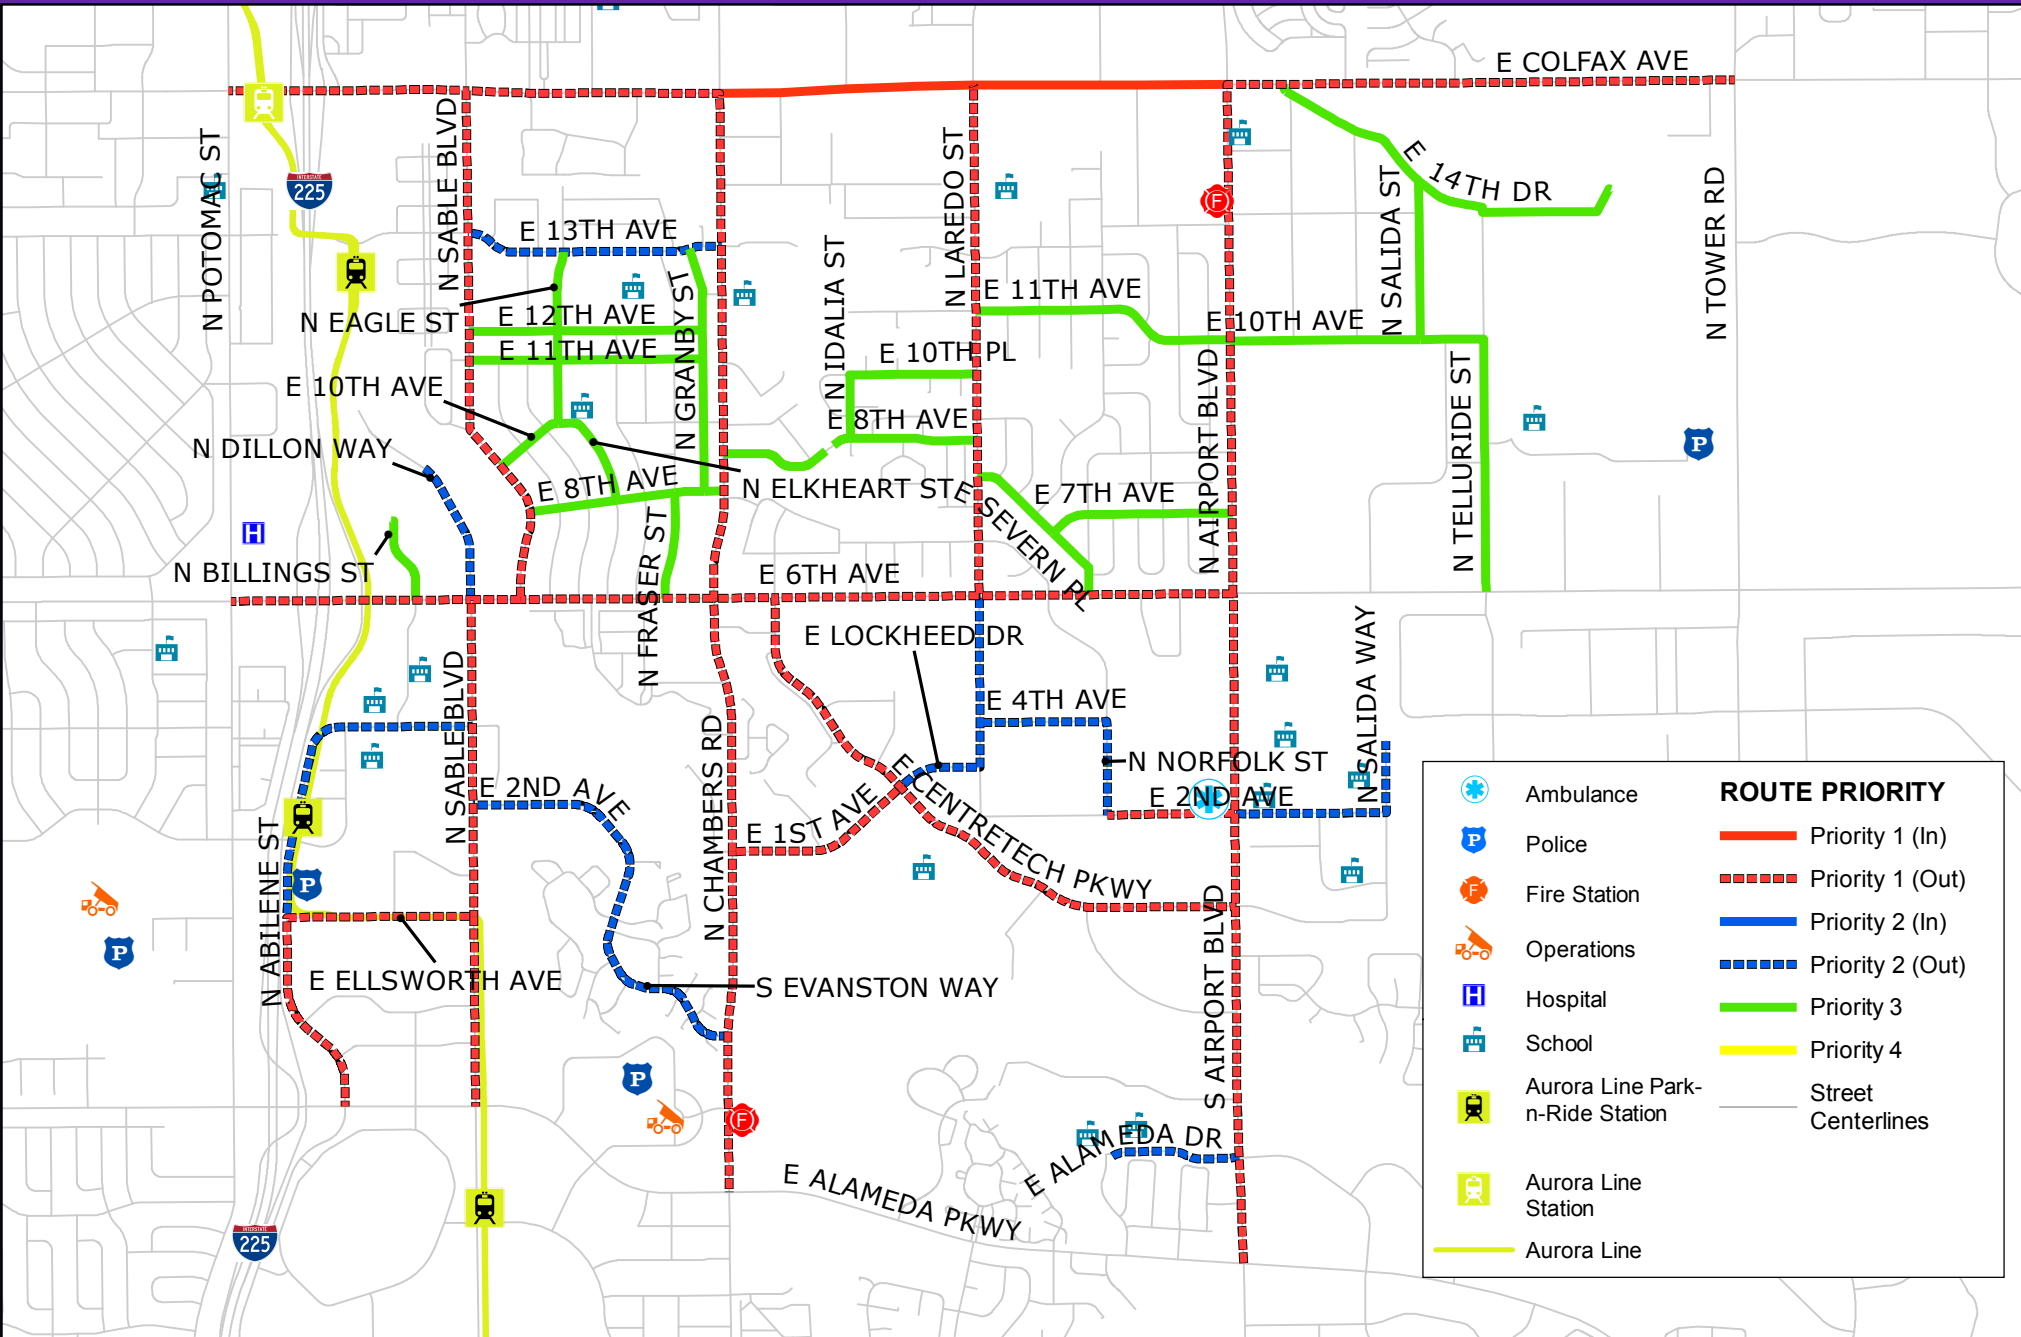 E COLFAX AVE
N POTOMAC ST
INTERSTATE
225
N SABLE BLVD
N LAREDO ST
E 14TH DR
N SALIDA ST
N TOWER RD
E 13TH AVE
N EAGLE ST
E 12TH AVE
E 11TH AVE
N GRANBY ST
N IDALIA ST
E 11TH AVE
E 10TH AVE
E 10TH PL
E 10TH AVE
E 8TH AVE
N AIRPORT BLVD
N TELLURIDE ST
N DILLON WAY
E 8TH AVE
N ELKHEART ST
E SEVERN PL
E 7TH AVE
F
P
H
N BILLINGS ST
N FRASER ST
E 6TH AVE
E LOCKHEED DR
N SALIDA WAY
N SABLE BLVD
E 4TH AVE
N CHAMBERS RD
N NORFOLK ST
E 2ND AVE
E 2ND AVE
E 1ST AVE
E CENTRETECH PKWY
N ABILENE ST
P
P
E ELLSWORTH AVE
S EVANSTON WAY
S AIRPORT BLVD
P
F
E ALAMEDA DR
E ALAMEDA PKWY
INTERSTATE
225
Ambulance
P
Police
F
Fire Station
Operations
H
Hospital
School
Aurora Line Park-
n-Ride Station
Aurora Line
Station
Aurora Line
ROUTE PRIORITY
Priority 1 (In)
Priority 1 (Out)
Priority 2 (In)
Priority 2 (Out)
Priority 3
Priority 4
Street
Centerlines